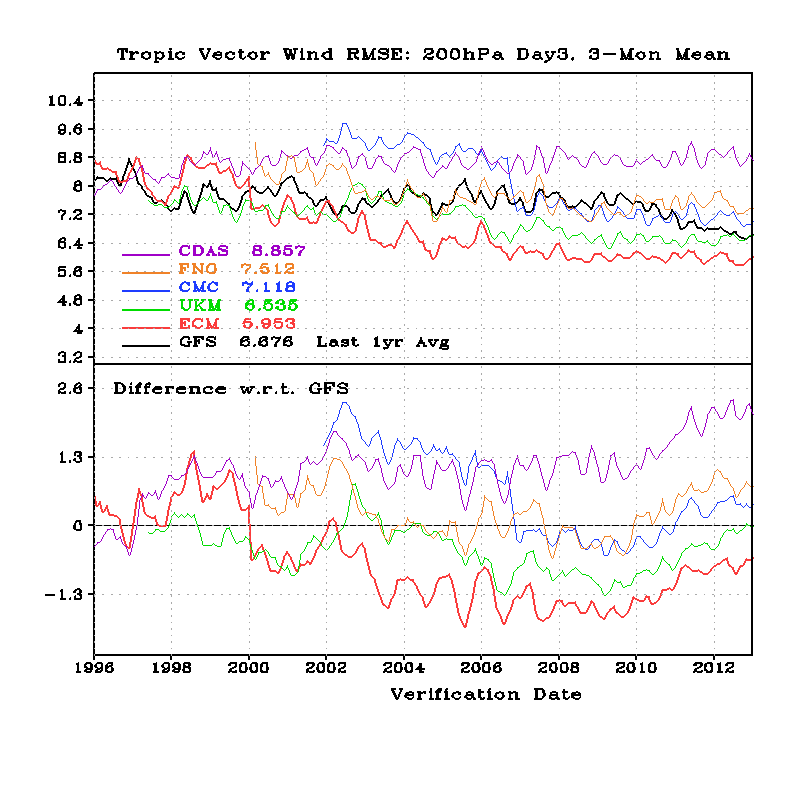 Tropic Vector Wind RMSE: 200hPa Day3, 3-Mon Mean
10.4
9.6
8.8
8
7.2
6.4
5.6
4.8
4
3.2
CDAS 8.857
FNO 7.512
CMC 7.118
UKM 6.535
ECM 5.953
GFS 6.676 Last 1yr Avg
Difference w.r.t. GFS
2.6
1.3
0
-1.3
1996 1998 2000 2002 2004 2006 2008 2010 2012
Verification Date